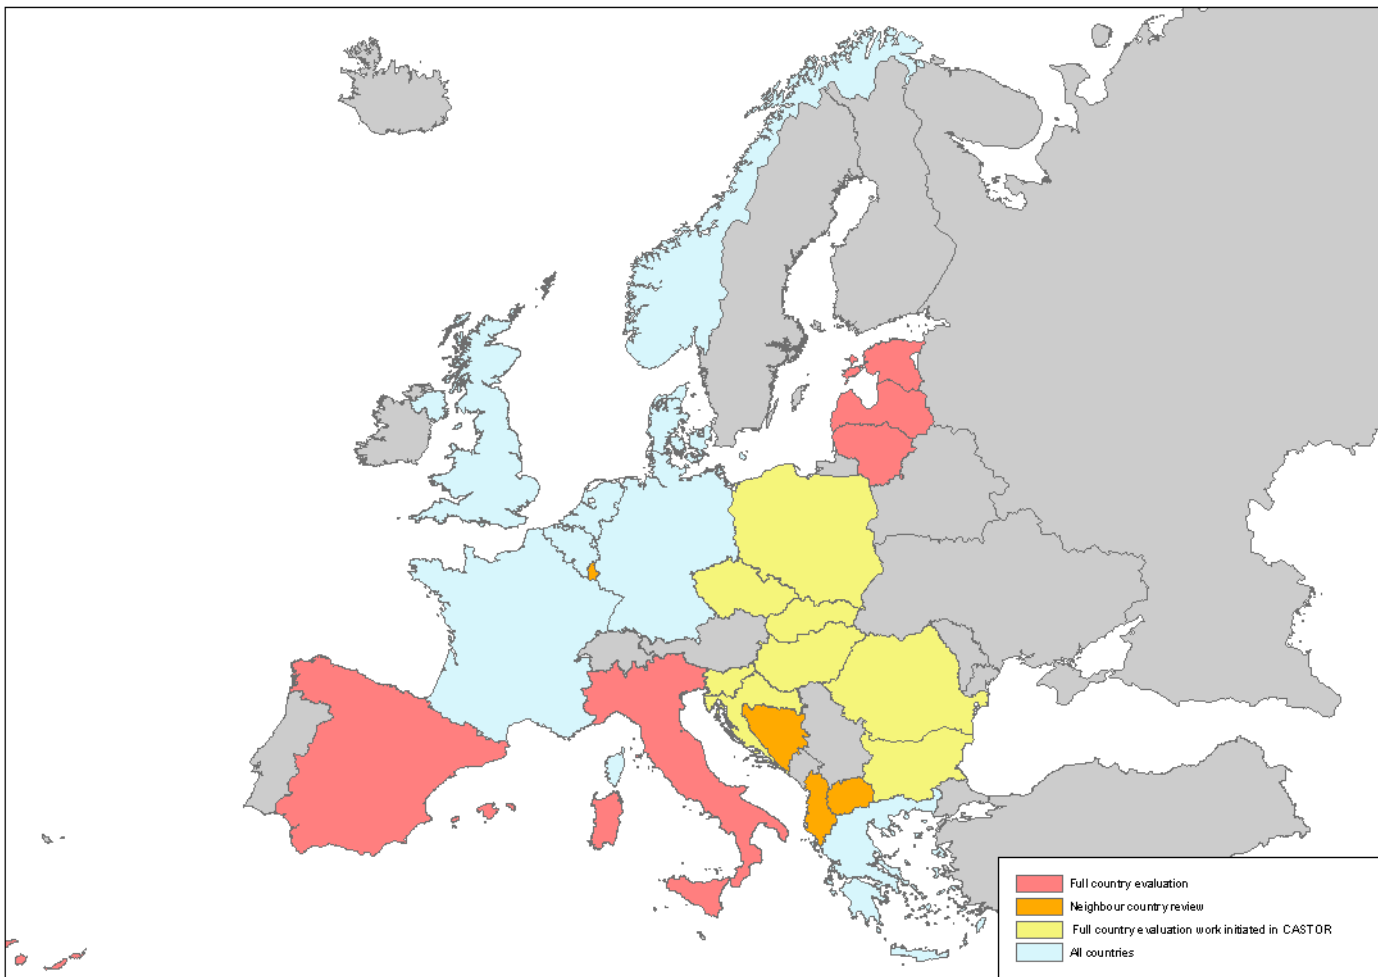 Full country evaluation
Neighbour country review
Full country evaluation work initiated in CASTOR
All countries